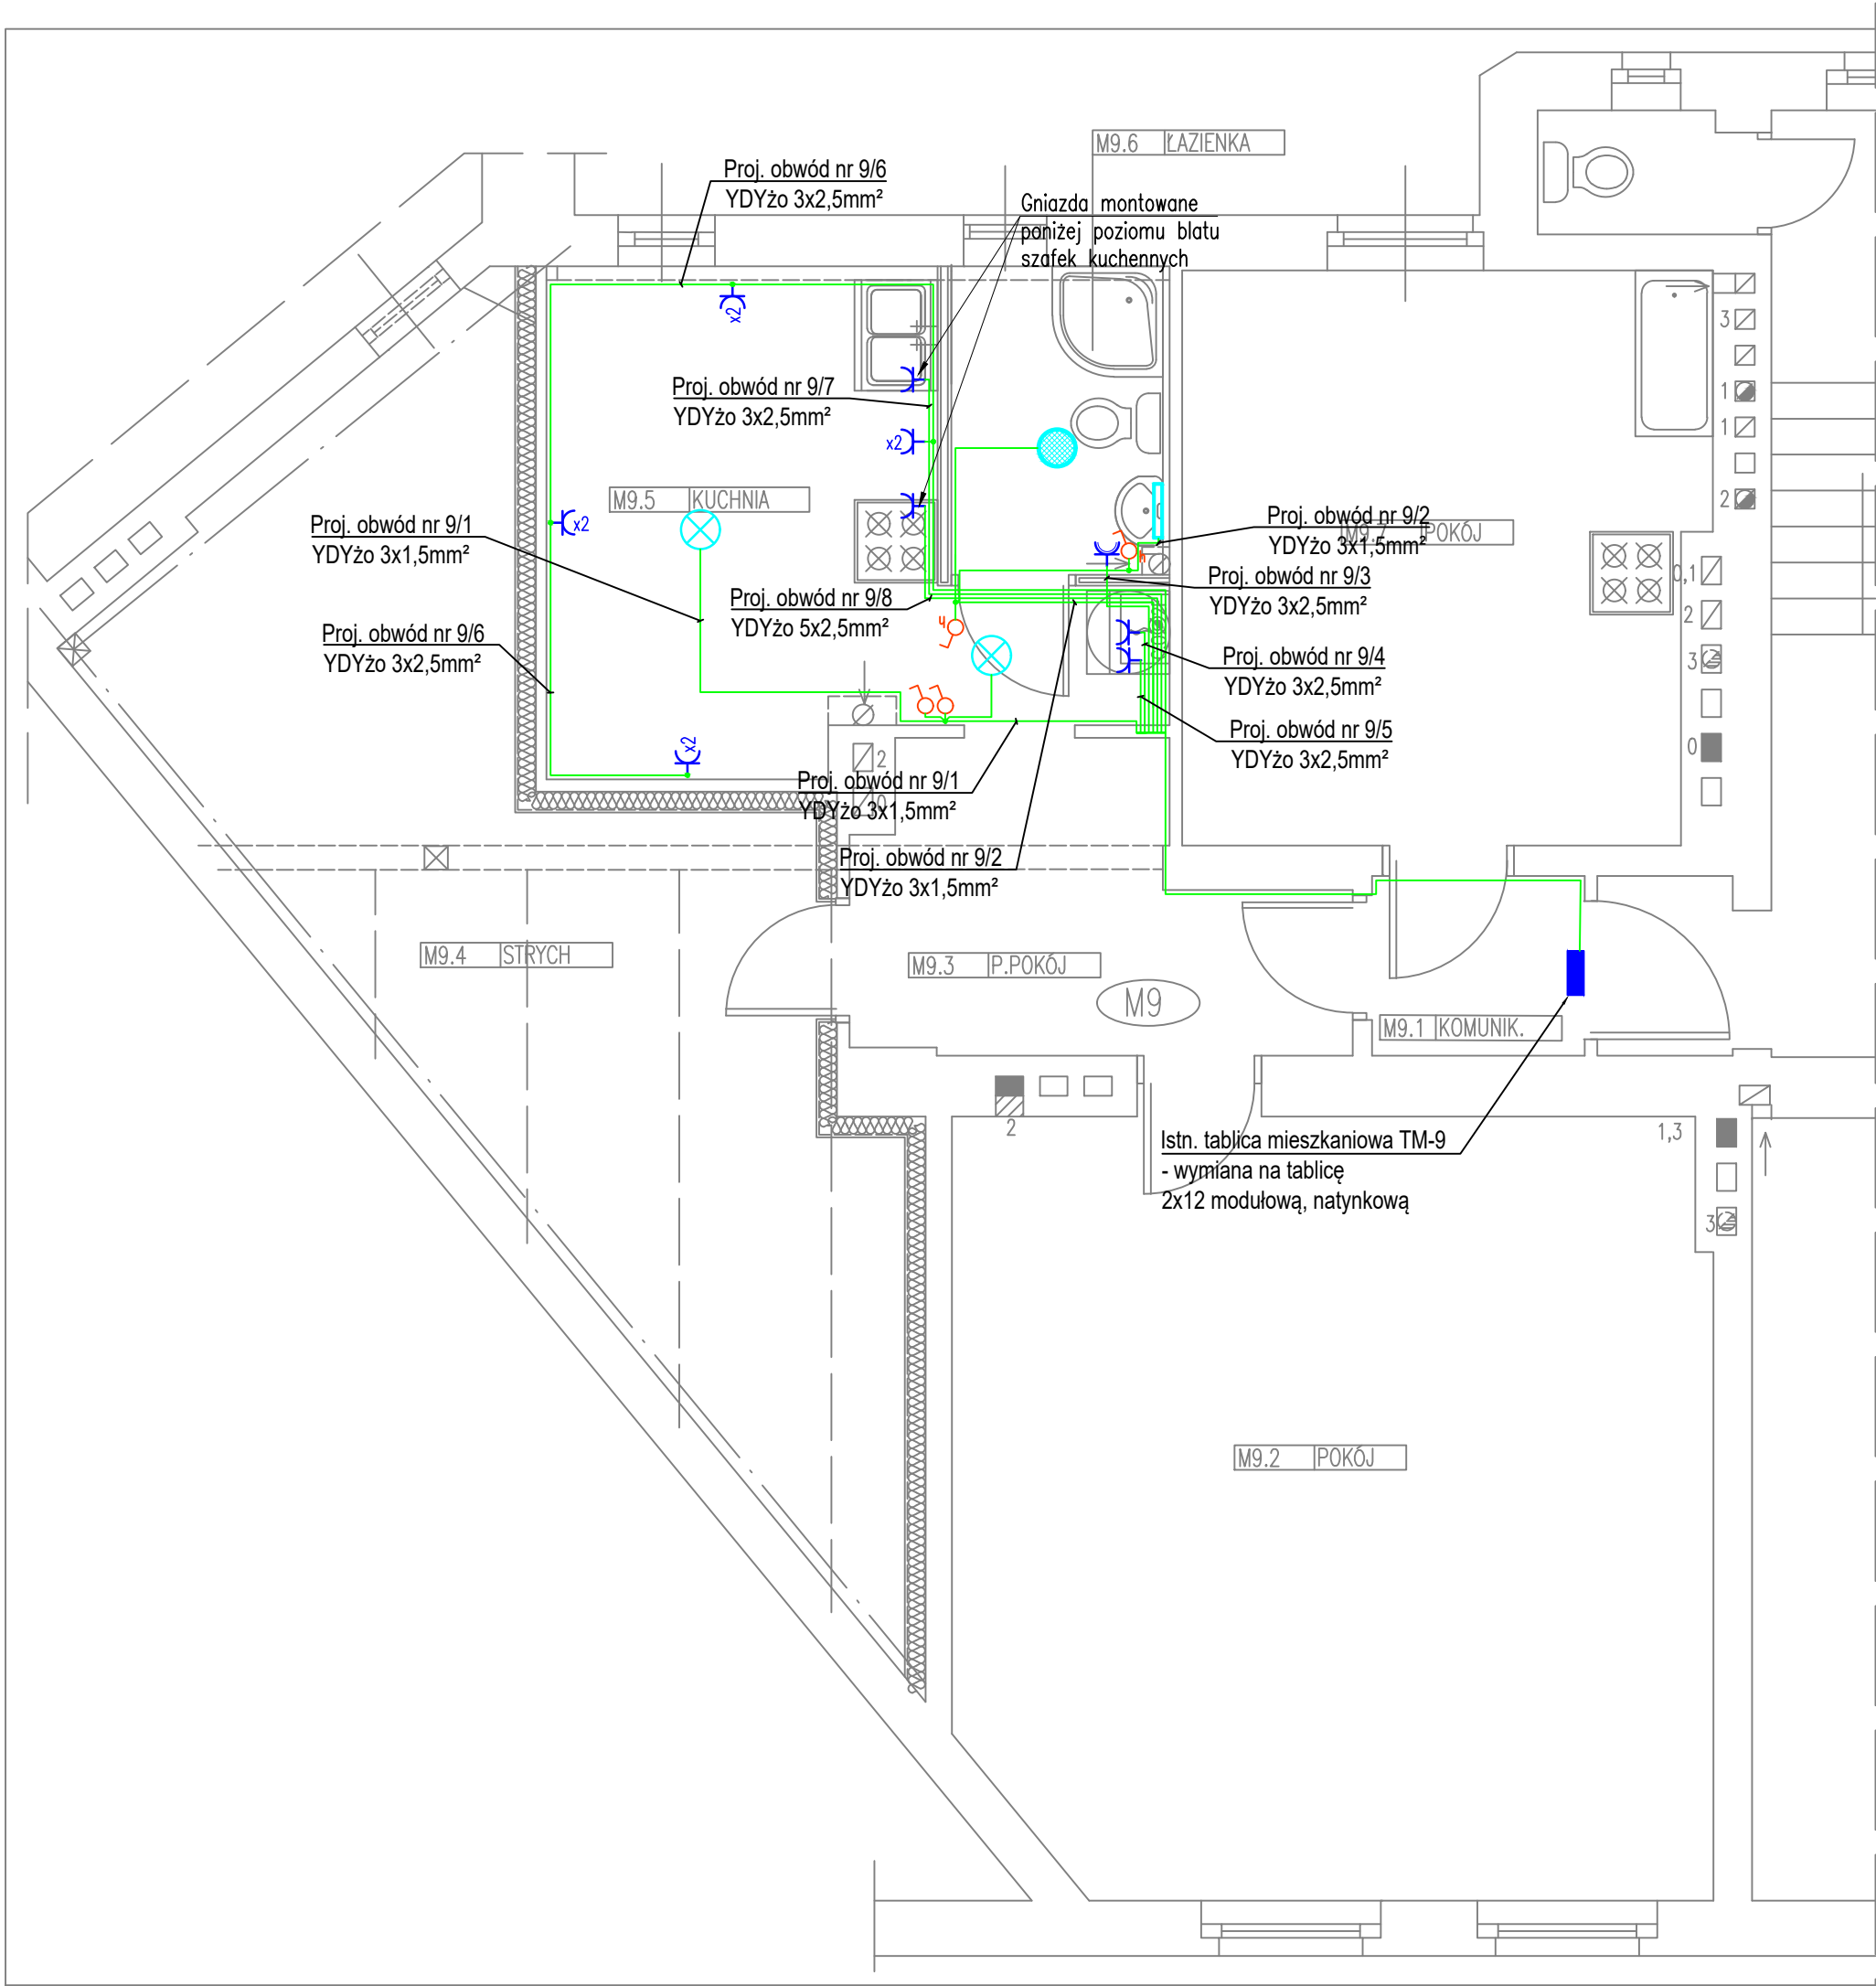 M9.6 ŁAZIENKA
Proj. obwód nr 9/6
YDYżo 3x2,5mm²
Gniazda montowane
poniżej poziomu blatu
szafek kuchennych
x2
3
Proj. obwód nr 9/7
YDYżo 3x2,5mm²
1
1
x2
2
M9.5 KUCHNIA
Proj. obwód nr 9/1
YDYżo 3x1,5mm²
x2
Proj. obwód nr 9/2
YDYżo 3x1,5mm²
M9.7 POKÓJ
Proj. obwód nr 9/3
YDYżo 3x2,5mm²
0,1
Proj. obwód nr 9/8
YDYżo 5x2,5mm²
2
Proj. obwód nr 9/6
YDYżo 3x2,5mm²
Proj. obwód nr 9/4
YDYżo 3x2,5mm²
3
Proj. obwód nr 9/5
YDYżo 3x2,5mm²
0
x2
2
0
Proj. obwód nr 9/1
YDYżo 3x1,5mm²
Proj. obwód nr 9/2
YDYżo 3x1,5mm²
M9.4 STRYCH
M9.3 P.POKÓJ
M9
M9.1 KOMUNIK.
2
Istn. tablica mieszkaniowa TM-9
- wymiana na tablicę
2x12 modułową, natynkową
1,3
3
M9.2 POKÓJ